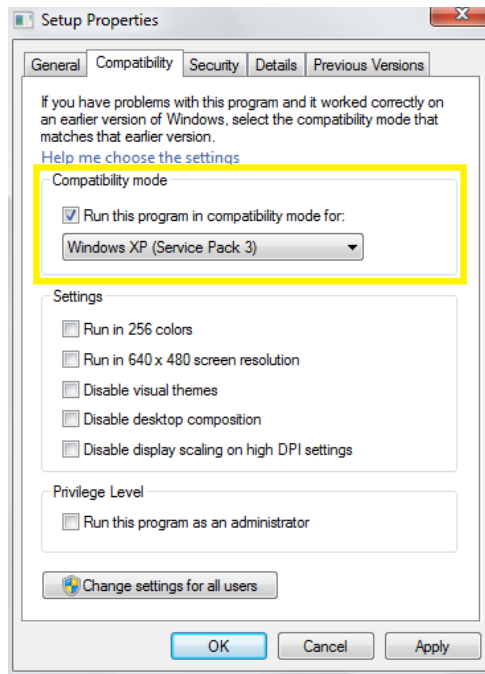 Setup Properties
General Compatibility Security Details Previous Versions
If you have problems with this program and it worked correctly on
an earlier version of Windows, select the compatibility mode that
matches that earlier version.
Help me choose the settings
Compatibility mode
Run this program in compatibility mode for:
Windows XP (Service Pack 3)
Settings
Run in 256 colors
Run in 640 x 480 screen resolution
Disable visual themes
Disable desktop composition
Disable display scaling on high DPI settings
Privilege Level
Run this program as an administrator
Change settings for all users
OK Cancel Apply